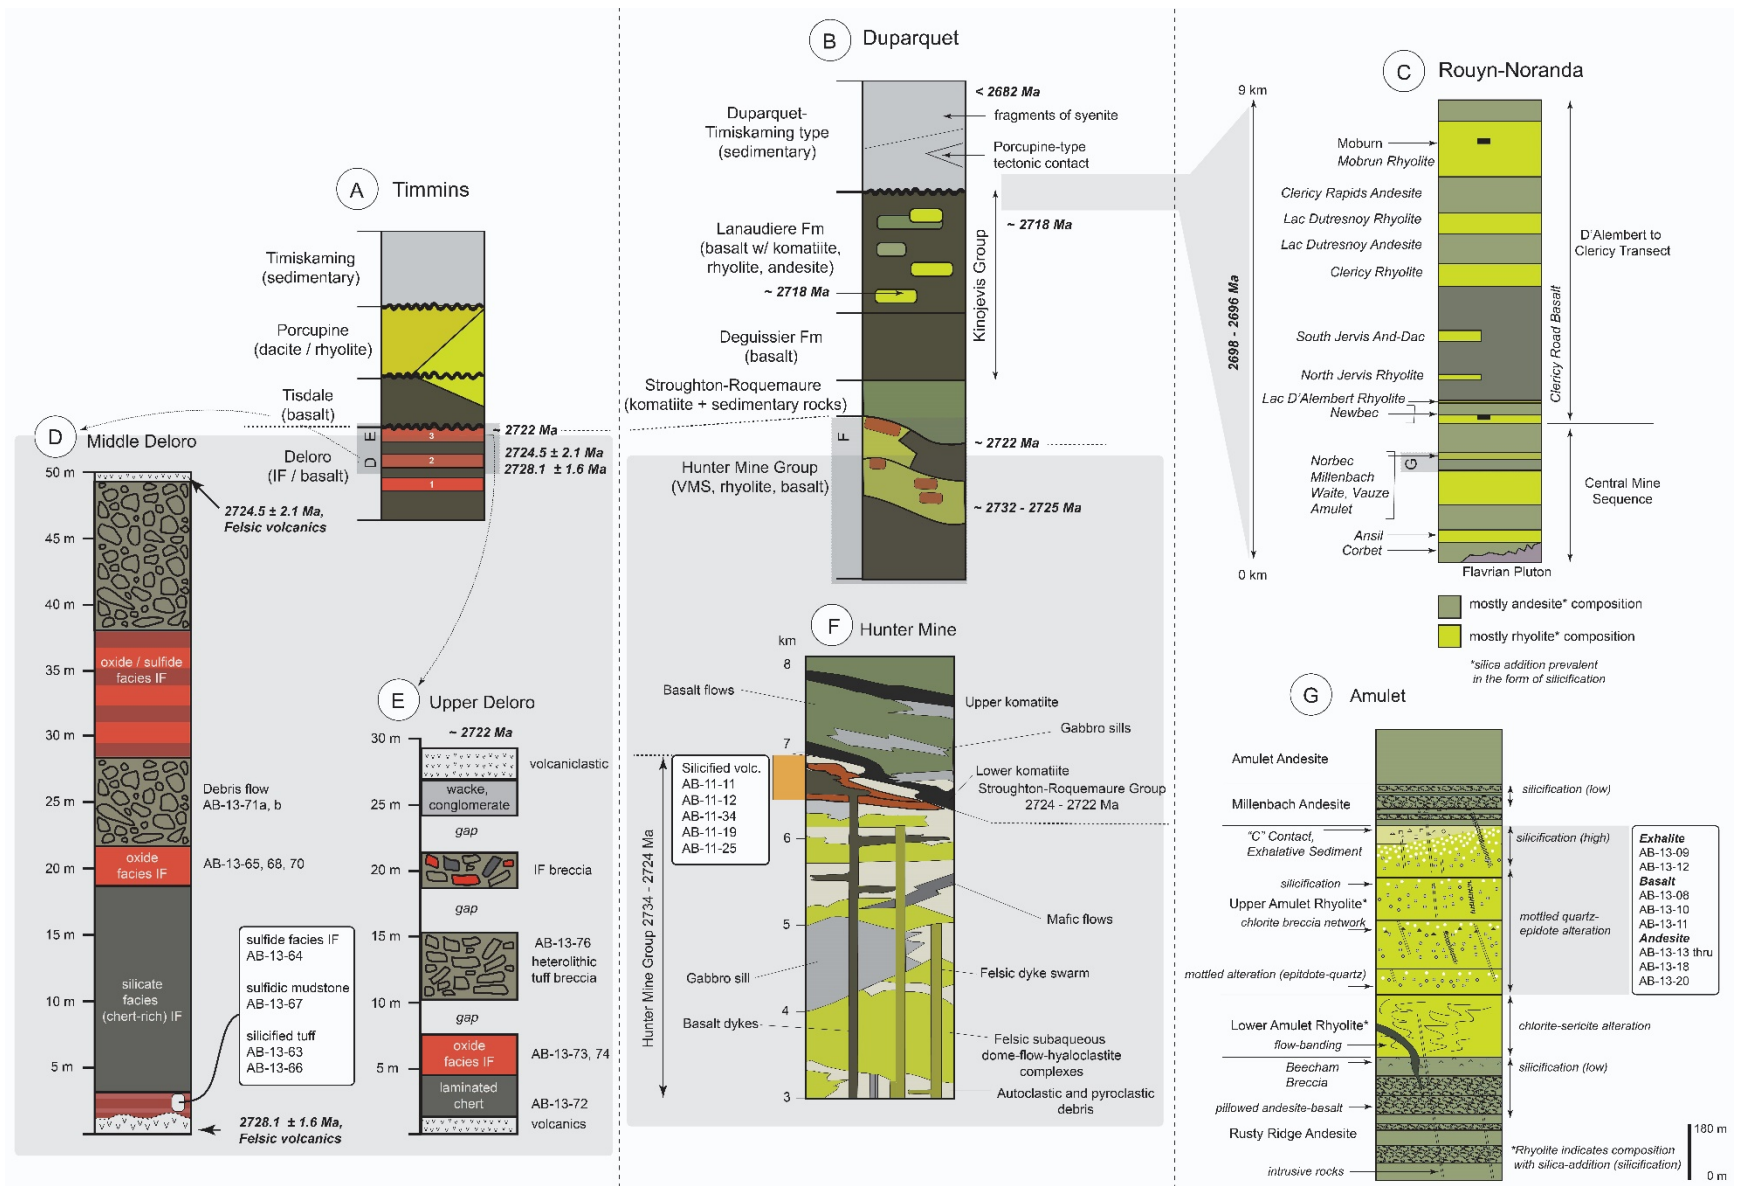 A Timmins
Timiskaming
(sedimentary)
Porcupine
(dacite / rhyolite)
Tisdale
(basalt)
Deloro
(IF / basalt)
E
D
3
2
1
~ 2722 Ma
2724.5 ± 2.1 Ma
2728.1 ± 1.6 Ma
D Middle Deloro
50 m
45 m
40 m
35 m
30 m
25 m
20 m
15 m
10 m
5 m
2724.5 ± 2.1 Ma,
Felsic volcanics
oxide / sulfide
facies IF
Debris flow
AB-13-71a, b
oxide
facies IF
AB-13-65, 68, 70
silicate
facies
(chert-rich) IF
sulfide facies IF
AB-13-64
sulfidic mudstone
AB-13-67
silicified tuff
AB-13-63
AB-13-66
2728.1 ± 1.6 Ma,
Felsic volcanics
E Upper Deloro
~ 2722 Ma
30 m
25 m
20 m
15 m
10 m
5 m
volcaniclastic
wacke,
conglomerate
gap
IF breccia
gap
AB-13-76
heterolithic
tuff breccia
gap
oxide
facies IF
AB-13-73, 74
laminated
chert
AB-13-72
volcanics
B Duparquet
Duparquet-
Timiskaming type
(sedimentary)
< 2682 Ma
fragments of syenite
Porcupine-type
tectonic contact
Lanaudiere Fm
(basalt w/ komatiite,
rhyolite, andesite)
~ 2718 Ma
~ 2718 Ma
Kinojevis Group
Deguissier Fm
(basalt)
Stroughton-Roquemaure
(komatiite + sedimentary rocks)
F
Hunter Mine Group
(VMS, rhyolite, basalt)
~ 2722 Ma
~ 2732 - 2725 Ma
F Hunter Mine
km
8
7
6
5
4
3
Basalt flows
Upper komatiite
Gabbro sills
Silicified volc.
AB-11-11
AB-11-12
AB-11-34
AB-11-19
AB-11-25
Lower komatiite
Stroughton-Roquemaure Group
2724 - 2722 Ma
Hunter Mine Group 2734 - 2724 Ma
Mafic flows
Gabbro sill
Felsic dyke swarm
Basalt dykes
Felsic subaqueous
dome-flow-hyaloclastite
complexes
Autoclastic and pyroclastic
debris
C Rouyn-Noranda
9 km
0 km
2698 - 2696 Ma
Moburn
Mobrun Rhyolite
Clericy Rapids Andesite
Lac Dutresnoy Rhyolite
Lac Dutresnoy Andesite
Clericy Rhyolite
South Jervis And-Dac
North Jervis Rhyolite
Lac D'Alembert Rhyolite
Newbec
Norbec
Millenbach
Waite, Vauze
Amulet
G
Ansil
Corbet
Flavrian Pluton
D'Alembert to
Clericy Transect
Clericy Road Basalt
Central Mine
Sequence
mostly andesite* composition
mostly rhyolite* composition
*silica addition prevalent
in the form of silicification
G Amulet
Amulet Andesite
Millenbach Andesite
"C" Contact,
Exhalative Sediment
silicification
Upper Amulet Rhyolite*
chlorite breccia network
mottled alteration (epitdote-quartz)
Lower Amulet Rhyolite*
flow-banding
Beecham
Breccia
pillowed andesite-basalt
Rusty Ridge Andesite
intrusive rocks
silicification (low)
silicification (high)
mottled quartz-
epidote alteration
chlorite-sericite alteration
silicification (low)
Exhalite
AB-13-09
AB-13-12
Basalt
AB-13-08
AB-13-10
AB-13-11
Andesite
AB-13-13 thru
AB-13-18
AB-13-20
*Rhyolite indicates composition
with silica-addition (silicification)
180 m
0 m